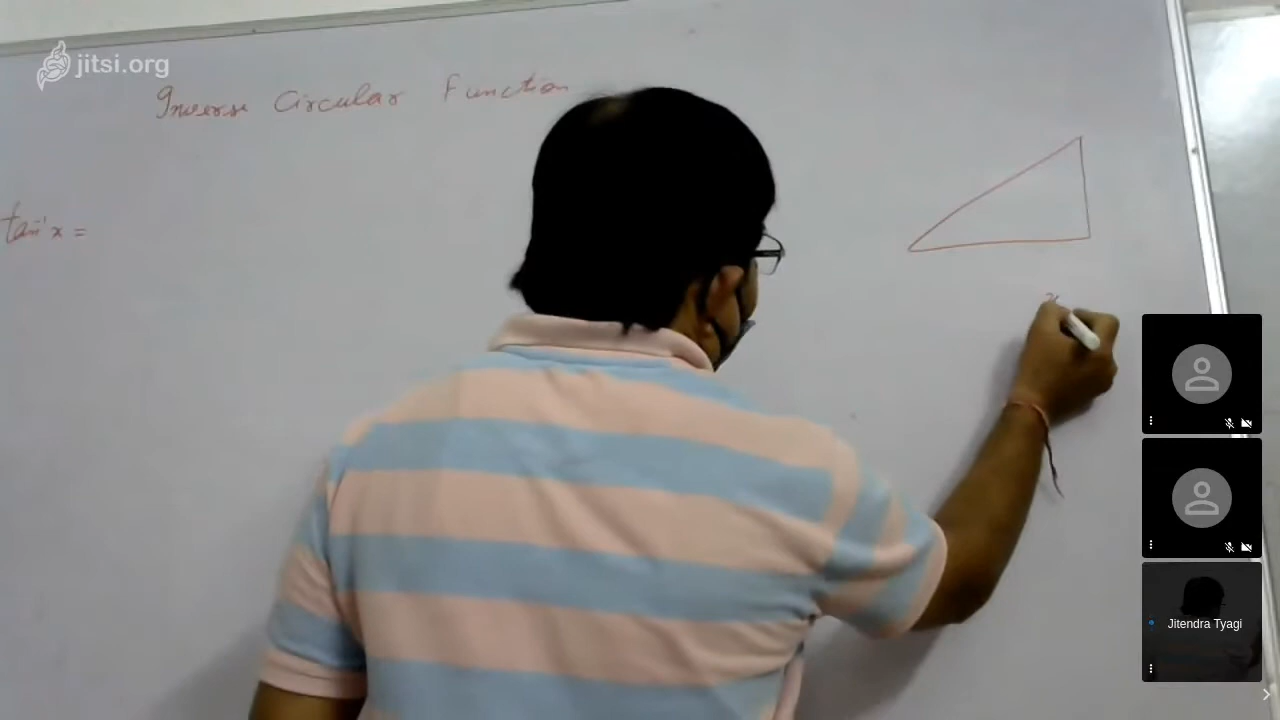 jitsi.org
Inverse Circular Function
tan⁻¹x =
Jitendra Tyagi